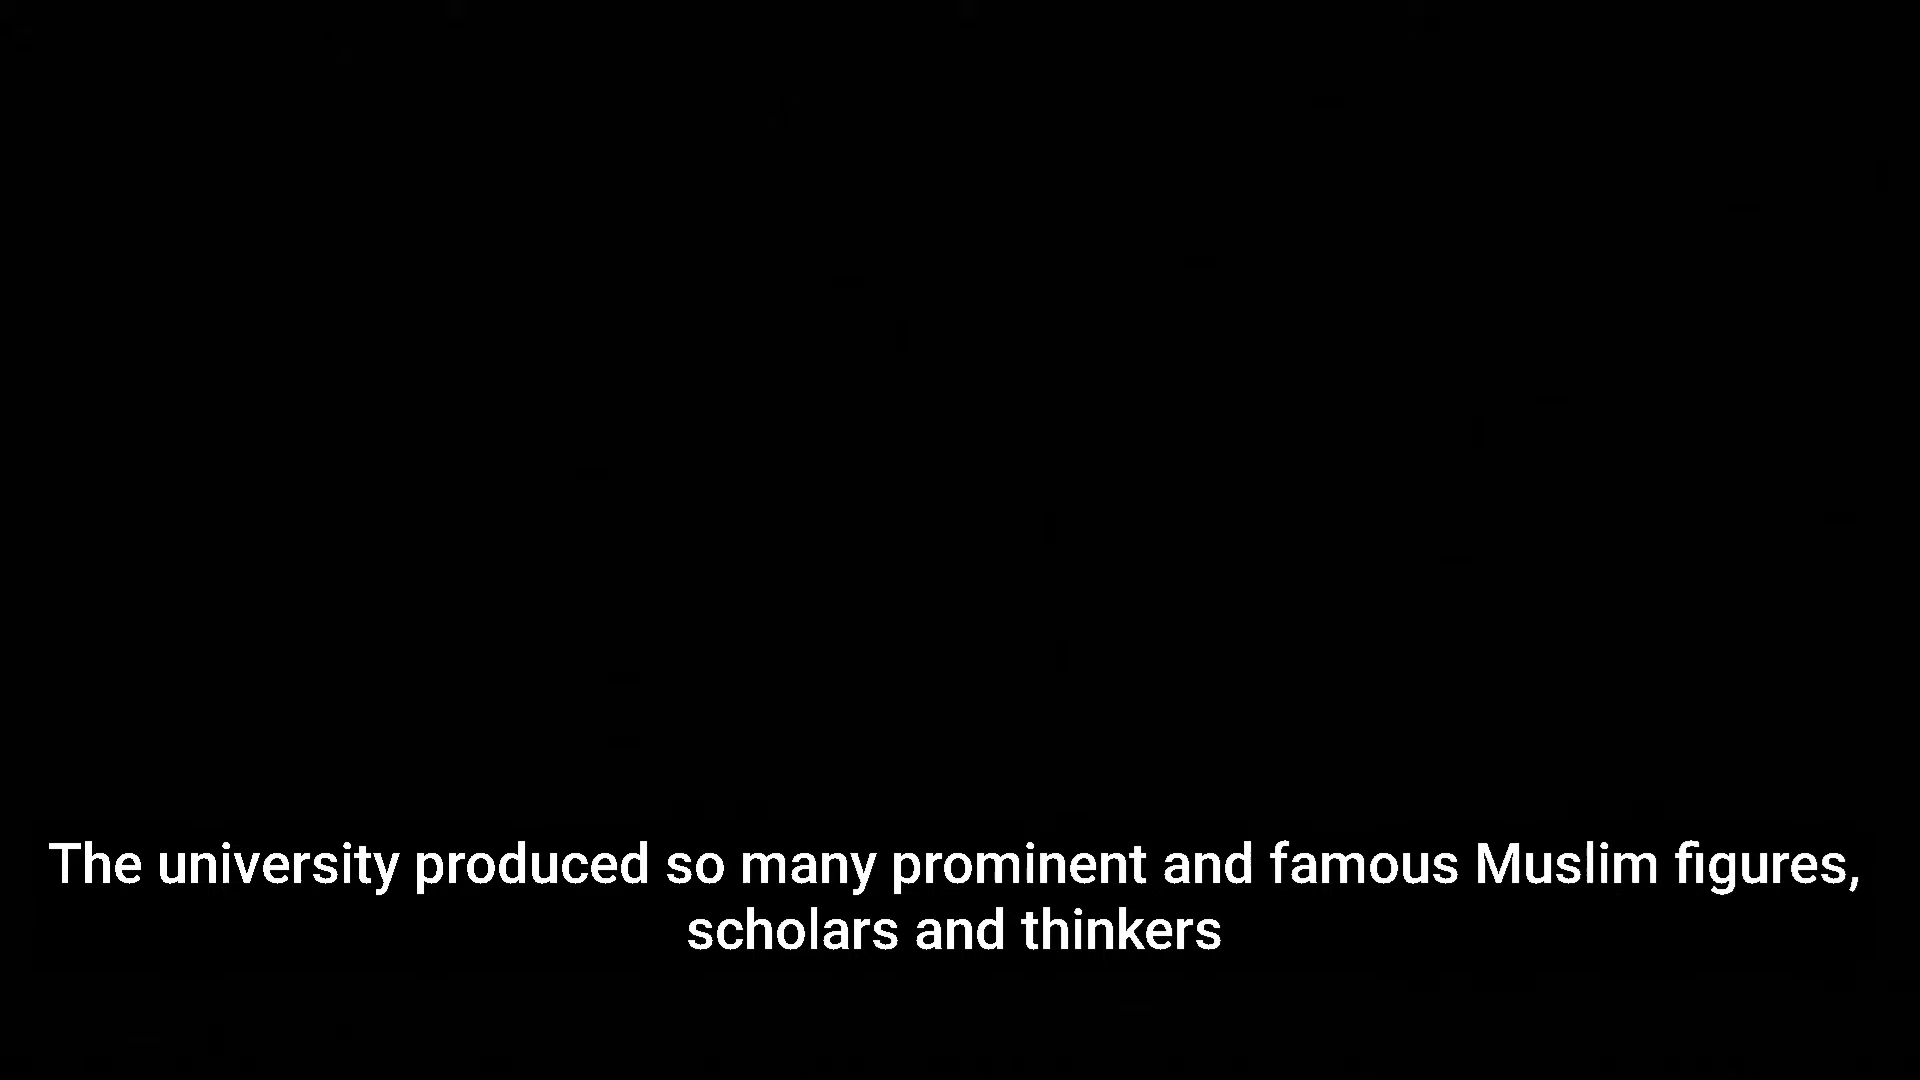 The university produced so many prominent and famous Muslim figures,
scholars and thinkers